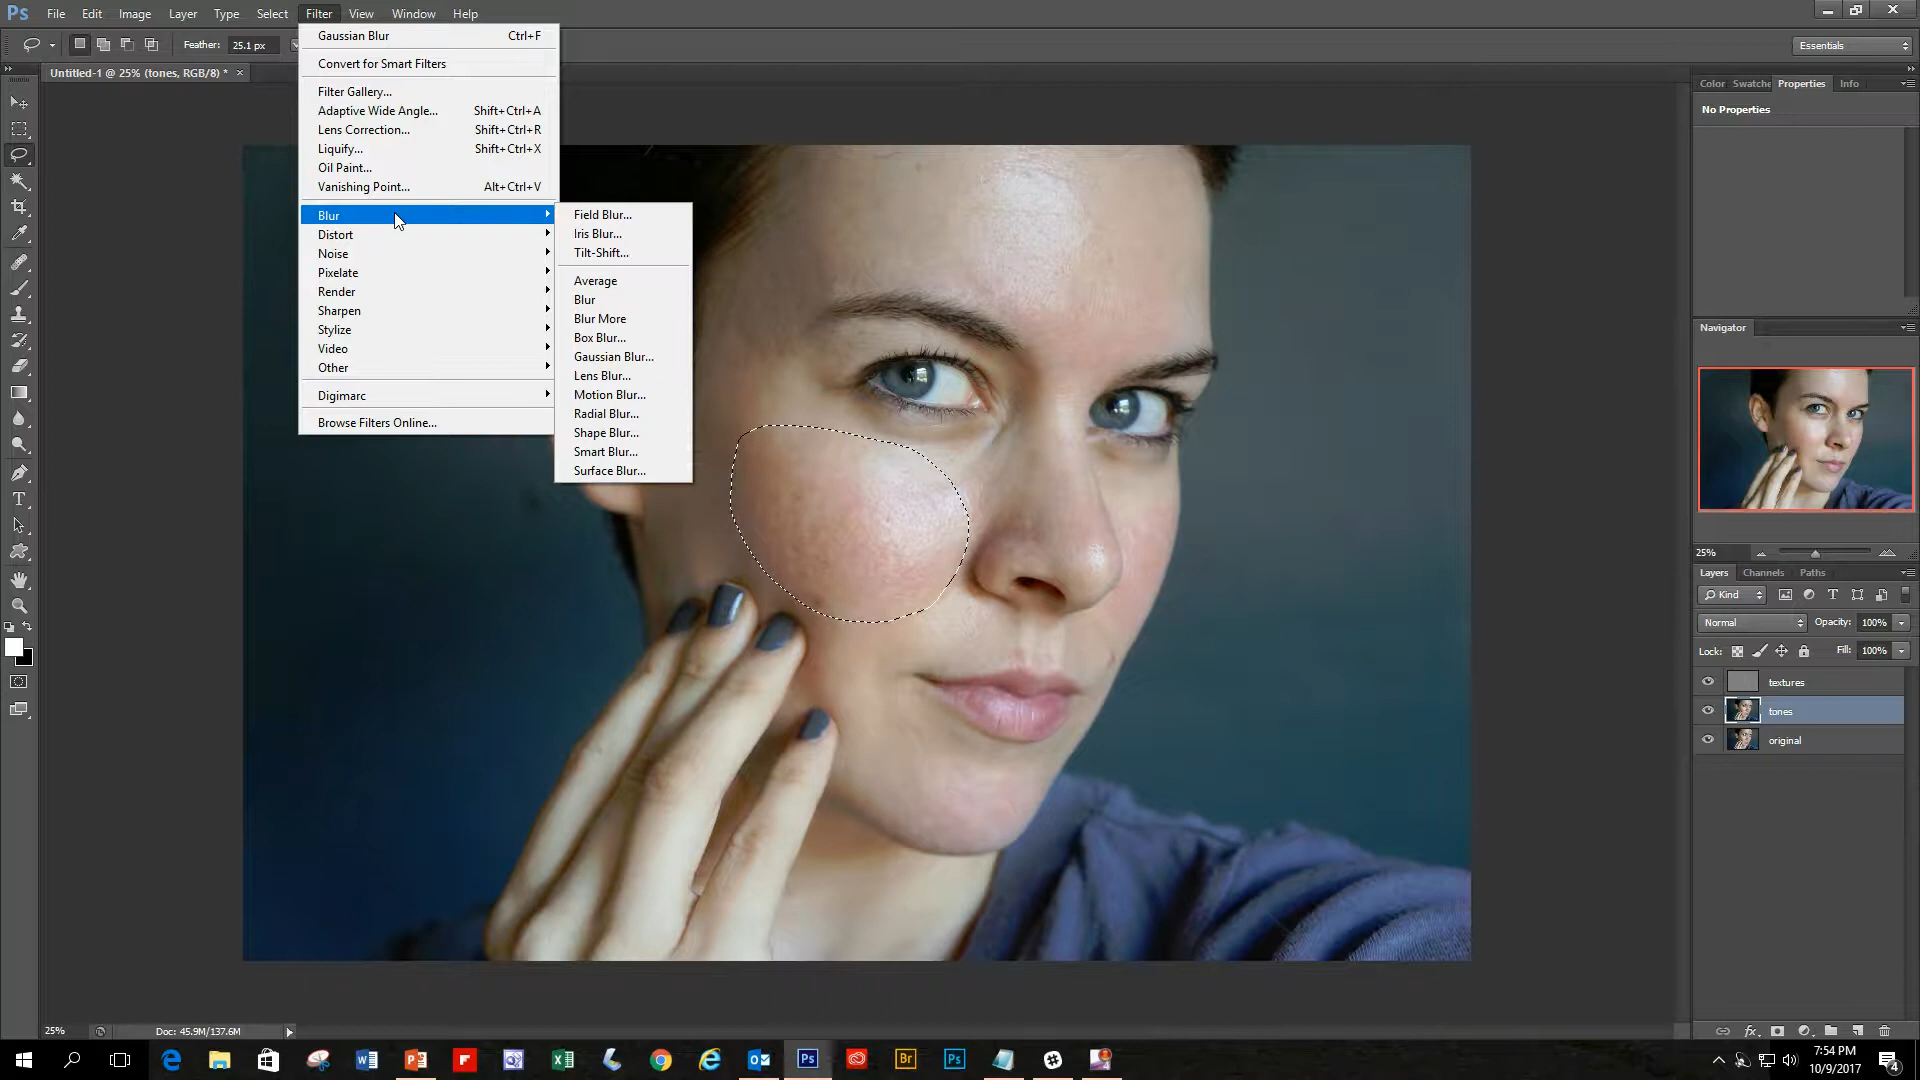 Ps File Edit Image Layer Type Select Filter View Window Help
Feather: 25.1 px
Essentials
Untitled-1 @ 25% (tones, RGB/8) * ×
Gaussian Blur Ctrl+F
Convert for Smart Filters
Filter Gallery...
Adaptive Wide Angle... Shift+Ctrl+A
Lens Correction... Shift+Ctrl+R
Liquify... Shift+Ctrl+X
Oil Paint...
Vanishing Point... Alt+Ctrl+V
Blur
Distort
Noise
Pixelate
Render
Sharpen
Stylize
Video
Other
Digimarc
Browse Filters Online...
Field Blur...
Iris Blur...
Tilt-Shift...
Average
Blur
Blur More
Box Blur...
Gaussian Blur...
Lens Blur...
Motion Blur...
Radial Blur...
Shape Blur...
Smart Blur...
Surface Blur...
Color Swatche Properties Info
No Properties
Navigator
25%
Layers Channels Paths
Kind
Normal Opacity: 100%
Lock: Fill: 100%
textures
tones
original
fx
25% Doc: 45.9M/137.6M
Ps Br Ps
7:54 PM
10/9/2017
4